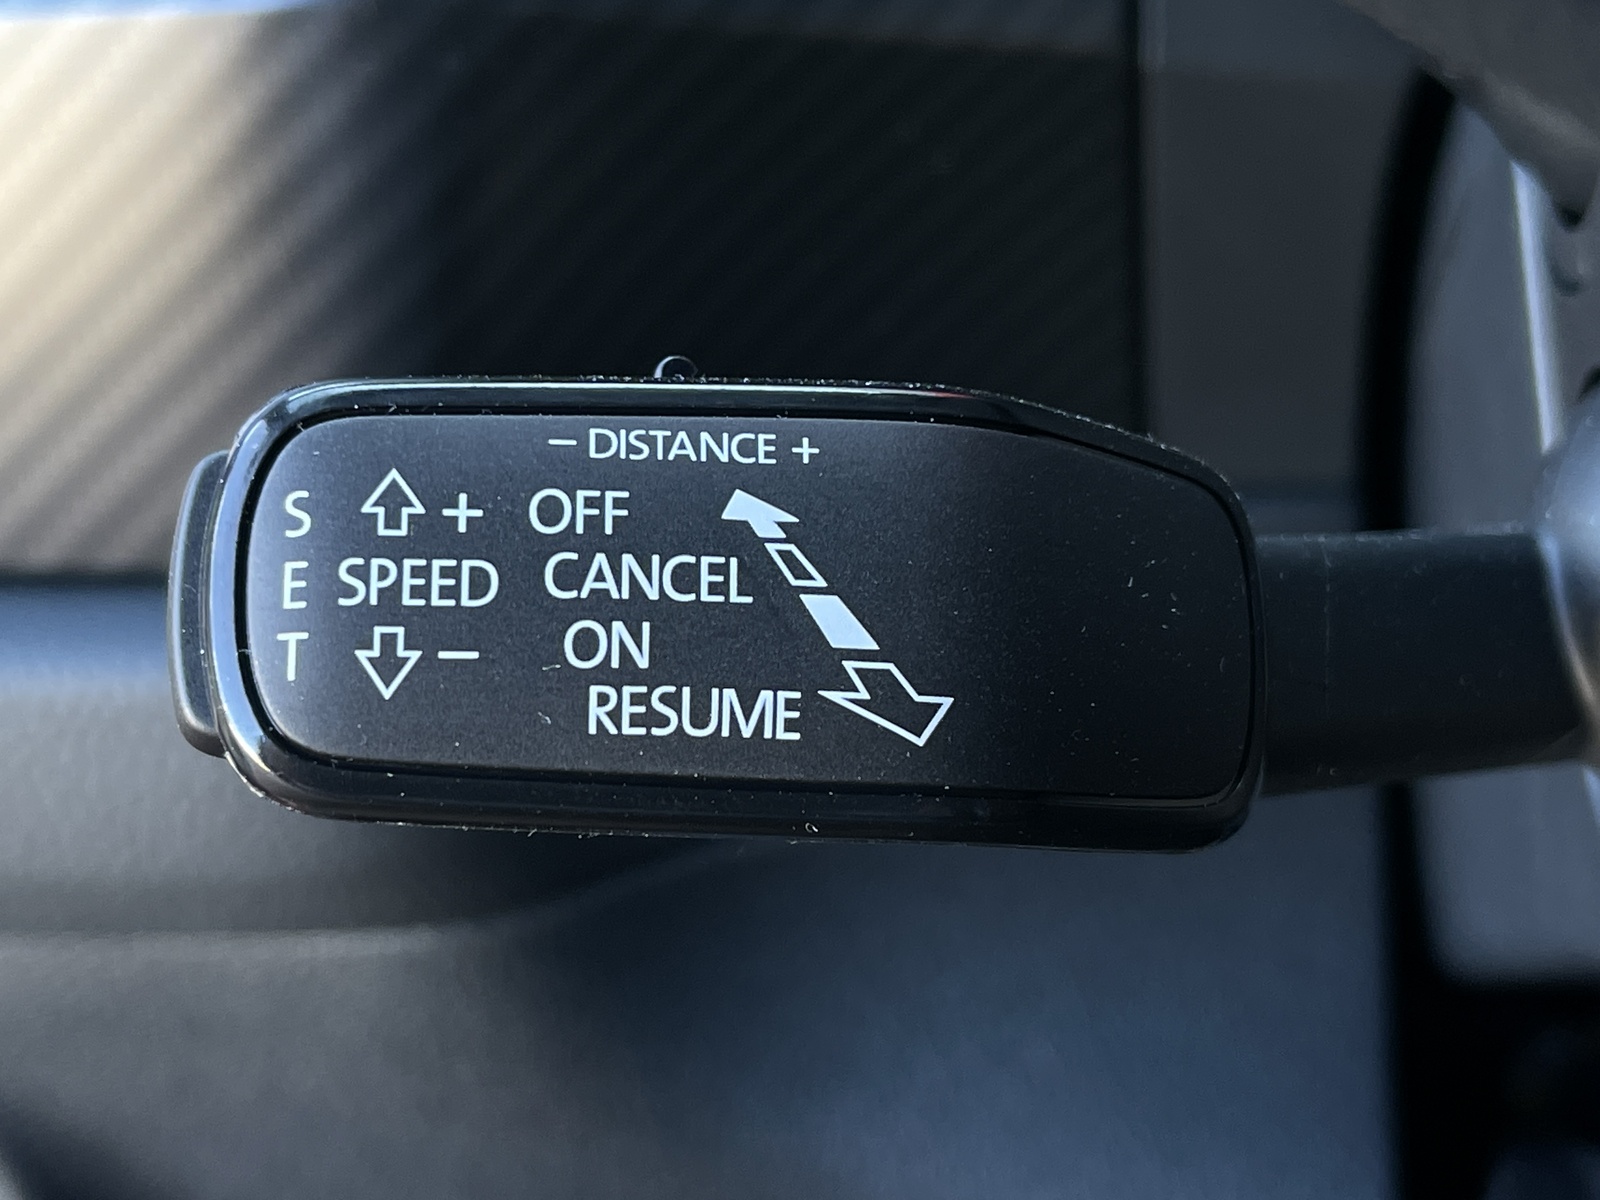 − DISTANCE +
S + OFF
E SPEED CANCEL
T − ON
RESUME